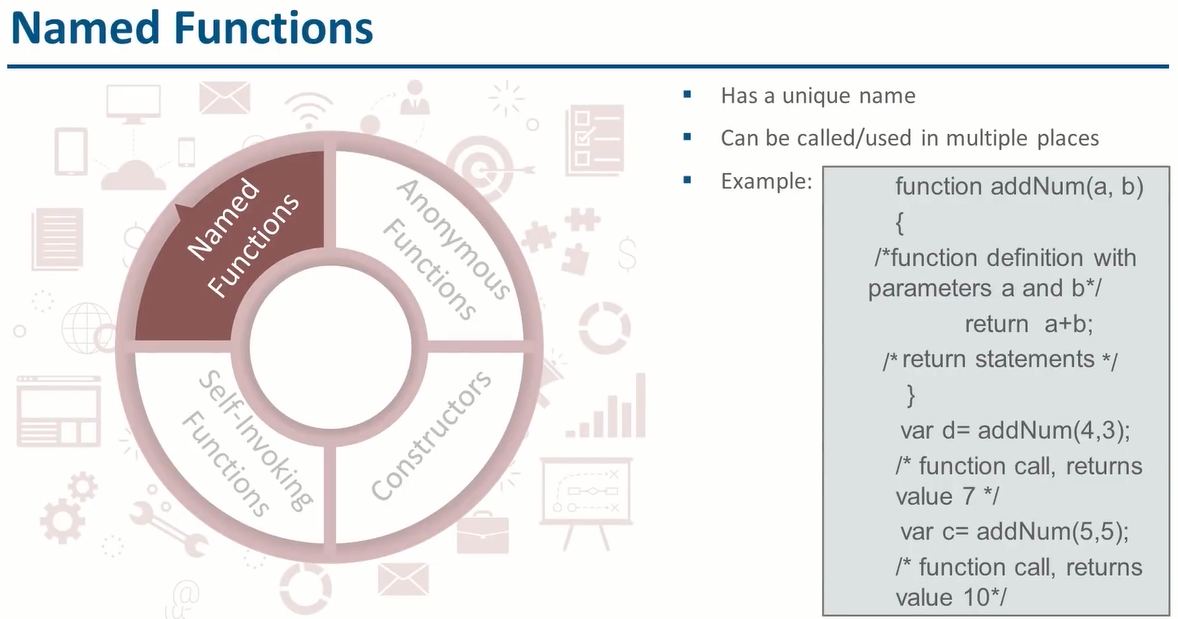 Named Functions
Has a unique name
Can be called/used in multiple places
Example:
function addNum(a, b)
{
/*function definition with
parameters a and b*/
return a+b;
/* return statements */
}
var d= addNum(4,3);
/* function call, returns
value 7 */
var c= addNum(5,5);
/* function call, returns
value 10*/
Named
Functions
Anonymous
Functions
Self-Invoking
Functions
Constructors
$
$
@